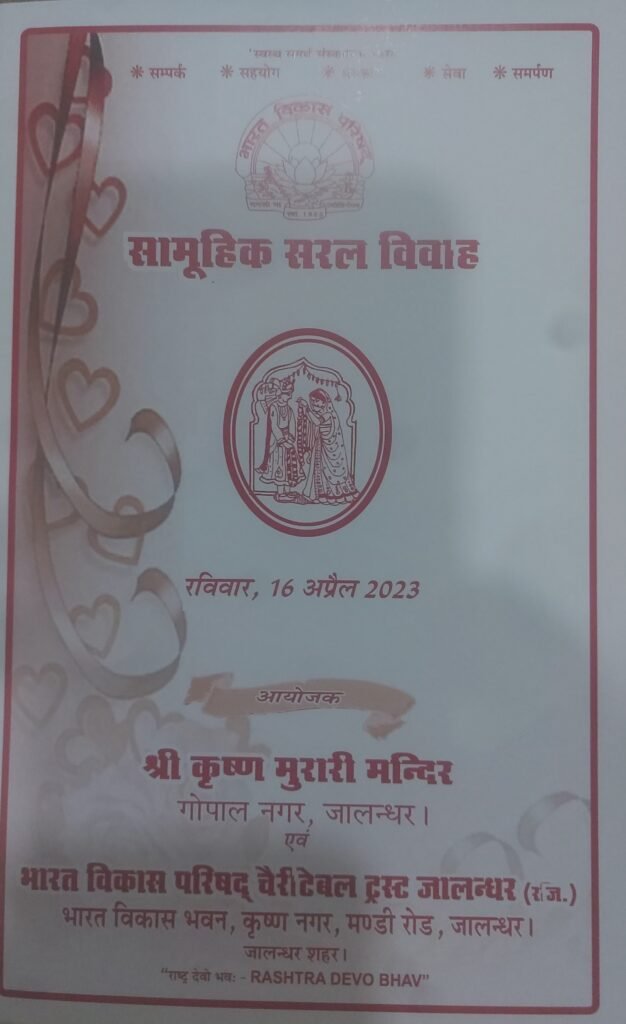 'स्वस्थ समर्थ संस्कारित
* सम्पर्क * सहयोग * * सेवा * समर्पण
भारत विकास परिषद्
सामूहिक सरल विवाह
रविवार, 16 अप्रैल 2023
आयोजक
श्री कृष्ण मुरारी मन्दिर
गोपाल नगर, जालन्धर।
एवं
भारत विकास परिषद् चैरीटेबल ट्रस्ट जालन्धर (रजि.)
भारत विकास भवन, कृष्ण नगर, मण्डी रोड, जालन्धर।
जालन्धर शहर।
"राष्ट्र देवो भवः - RASHTRA DEVO BHAV"